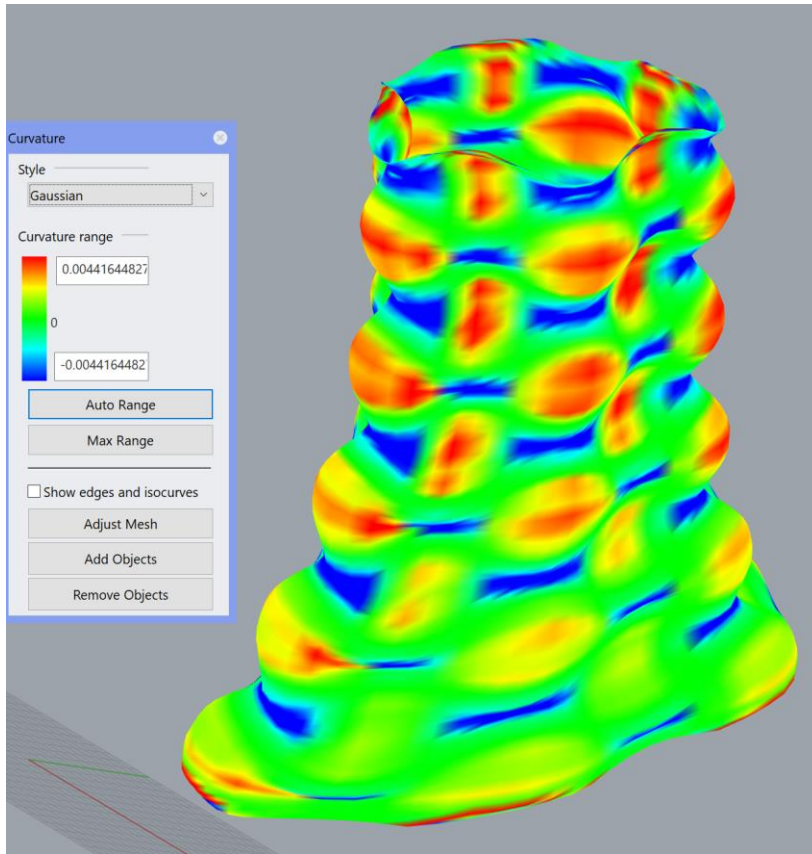 Curvature
Style
Gaussian
Curvature range
0.00441644827
0
-0.0044164482
Auto Range
Max Range
Show edges and isocurves
Adjust Mesh
Add Objects
Remove Objects